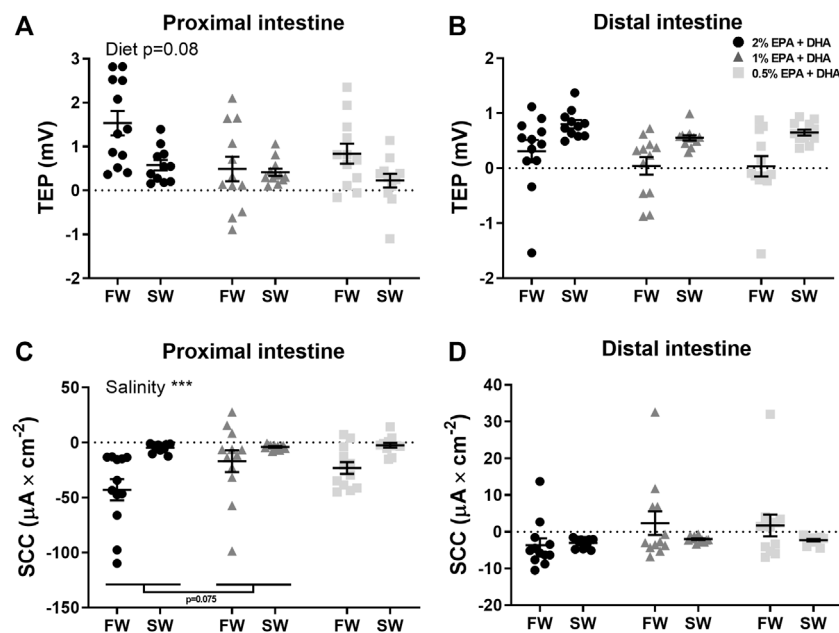 A
Proximal intestine
Diet p=0.08
TEP (mV)
3
2
1
0
1
2
FW SW FW SW FW SW
B
Distal intestine
2% EPA + DHA
1% EPA + DHA
0.5% EPA + DHA
TEP (mV)
2
1
0
1
2
FW SW FW SW FW SW
C
Proximal intestine
Salinity ***
SCC (µA × cm-2)
50
0
-50
-100
-150
p=0.075
FW SW FW SW FW SW
D
Distal intestine
SCC (µA × cm-2)
40
30
20
10
0
-10
-20
FW SW FW SW FW SW